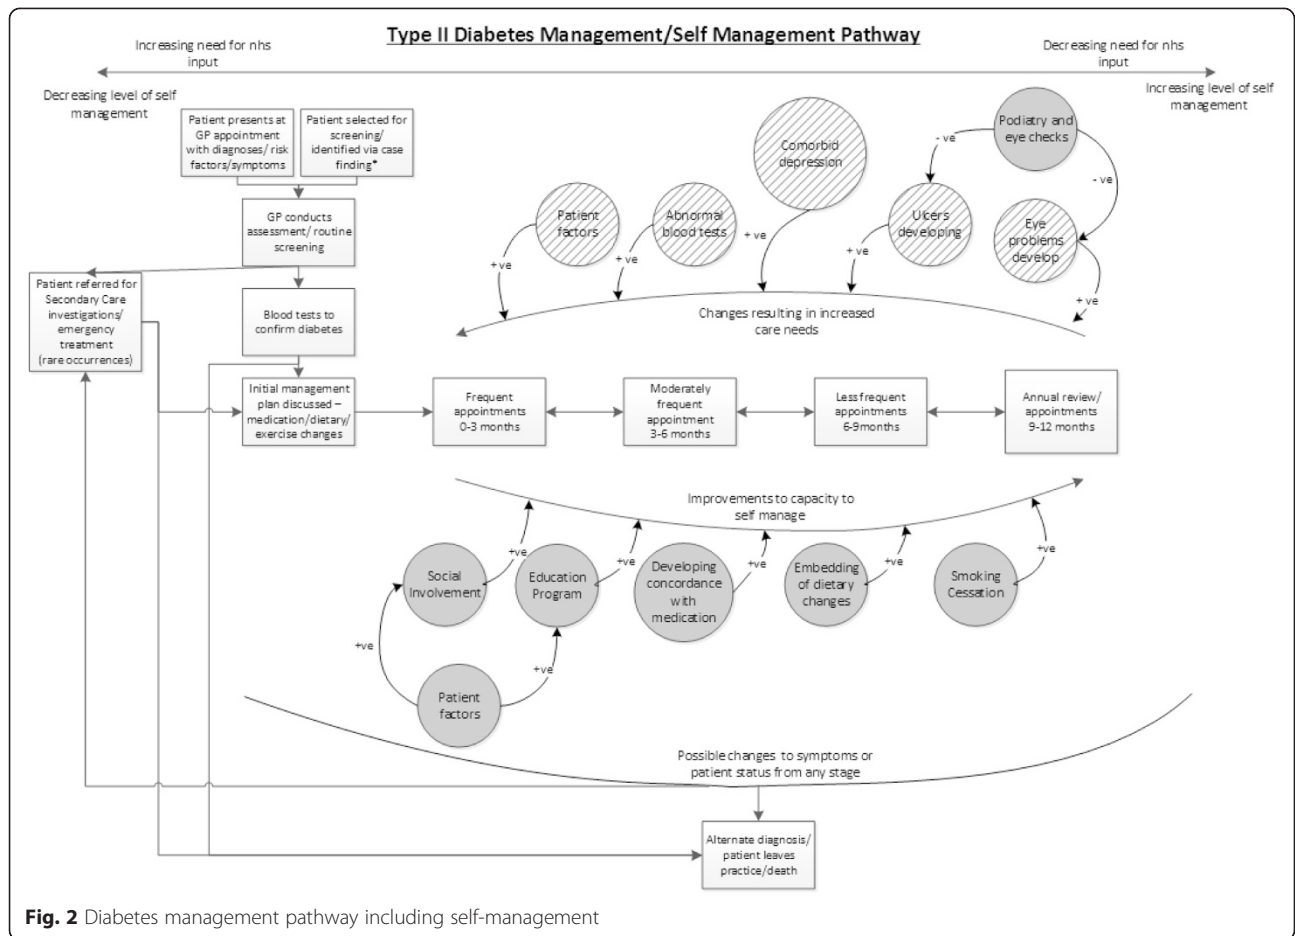 Type II Diabetes Management/Self Management Pathway
Increasing need for nhs
input
Decreasing need for nhs
input
Decreasing level of self
management
Increasing level of self
management
Patient presents at
GP appointment
with diagnoses/ risk
factors/symptoms
Patient selected for
screening/
identified via case
finding*
GP conducts
assessment/ routine
screening
Patient referred for
Secondary Care
investigations/
emergency
treatment
(rare occurrences)
Blood tests to
confirm diabetes
Initial management
plan discussed –
medication/dietary/
exercise changes
Patient
factors
Abnormal
blood tests
Comorbid
depression
Ulcers
developing
Podiatry and
eye checks
Eye
problems
develop
- ve
- ve
+ ve
+ ve
+ ve
+ ve
+ ve
Changes resulting in increased
care needs
Frequent
appointments
0-3 months
Moderately
frequent
appointment
3-6 months
Less frequent
appointments
6-9months
Annual review/
appointments
9-12 months
Improvements to capacity to
self manage
+ve
+ve
+ve
+ve
+ve
Social
Involvement
Education
Program
Developing
concordance
with
medication
Embedding
of dietary
changes
Smoking
Cessation
+ve
+ve
Patient
factors
Possible changes to symptoms or
patient status from any stage
Alternate diagnosis/
patient leaves
practice/death
Fig. 2 Diabetes management pathway including self-management